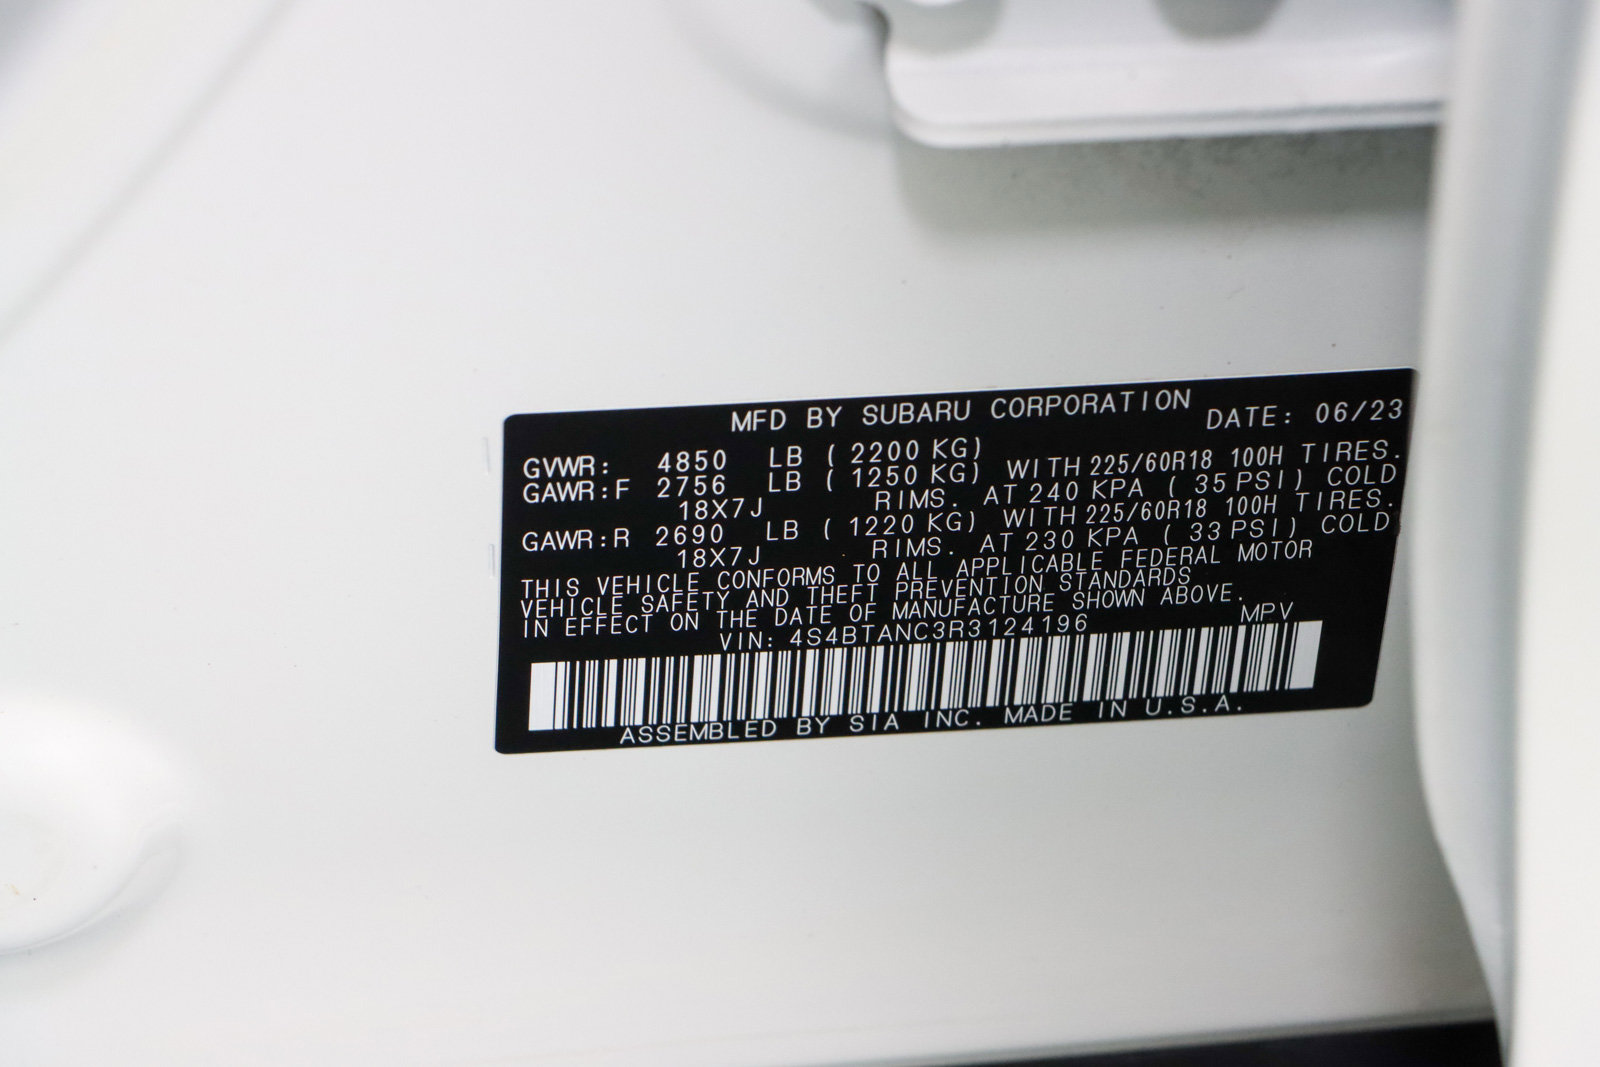 MFD BY SUBARU CORPORATION DATE: 06/23
GVWR: 4850 LB ( 2200 KG)
GAWR:F 2756 LB ( 1250 KG) WITH 225/60R18 100H TIRES.
18X7J RIMS. AT 240 KPA ( 35 PSI) COLD
GAWR:R 2690 LB ( 1220 KG) WITH 225/60R18 100H TIRES.
18X7J RIMS. AT 230 KPA ( 33 PSI) COLD
THIS VEHICLE CONFORMS TO ALL APPLICABLE FEDERAL MOTOR
VEHICLE SAFETY AND THEFT PREVENTION STANDARDS
IN EFFECT ON THE DATE OF MANUFACTURE SHOWN ABOVE.
VIN: 4S4BTANC3R3124196 MPV
ASSEMBLED BY SIA INC. MADE IN U.S.A.